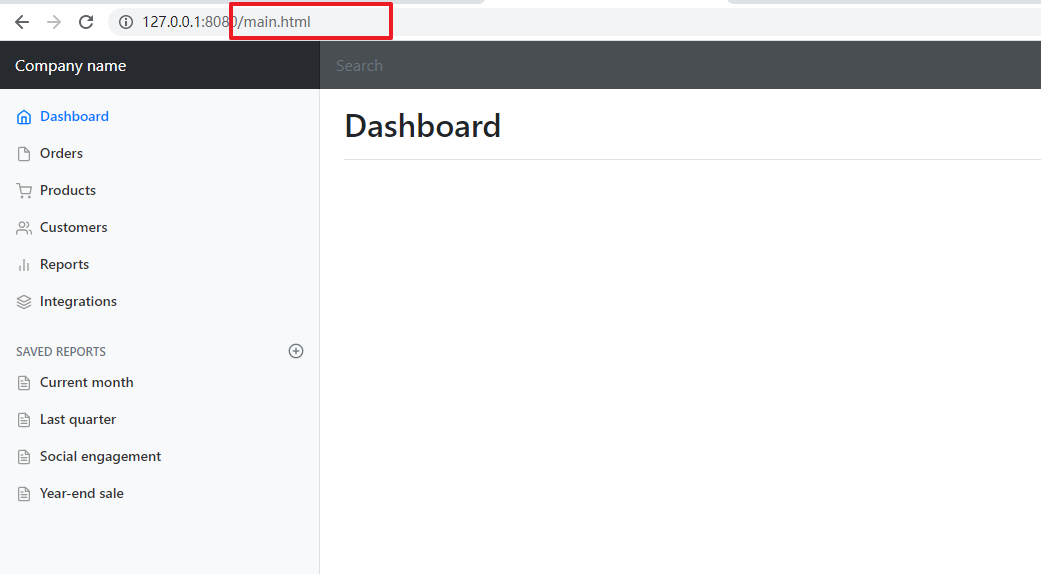 127.0.0.1:8080/main.html
Company name
Search
Dashboard
Dashboard
Orders
Products
Customers
Reports
Integrations
SAVED REPORTS
Current month
Last quarter
Social engagement
Year-end sale